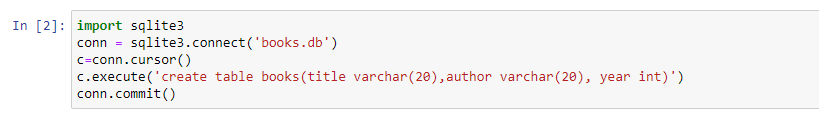 In [2]: import sqlite3
conn = sqlite3.connect('books.db')
c=conn.cursor()
c.execute('create table books(title varchar(20),author varchar(20), year int)')
conn.commit()